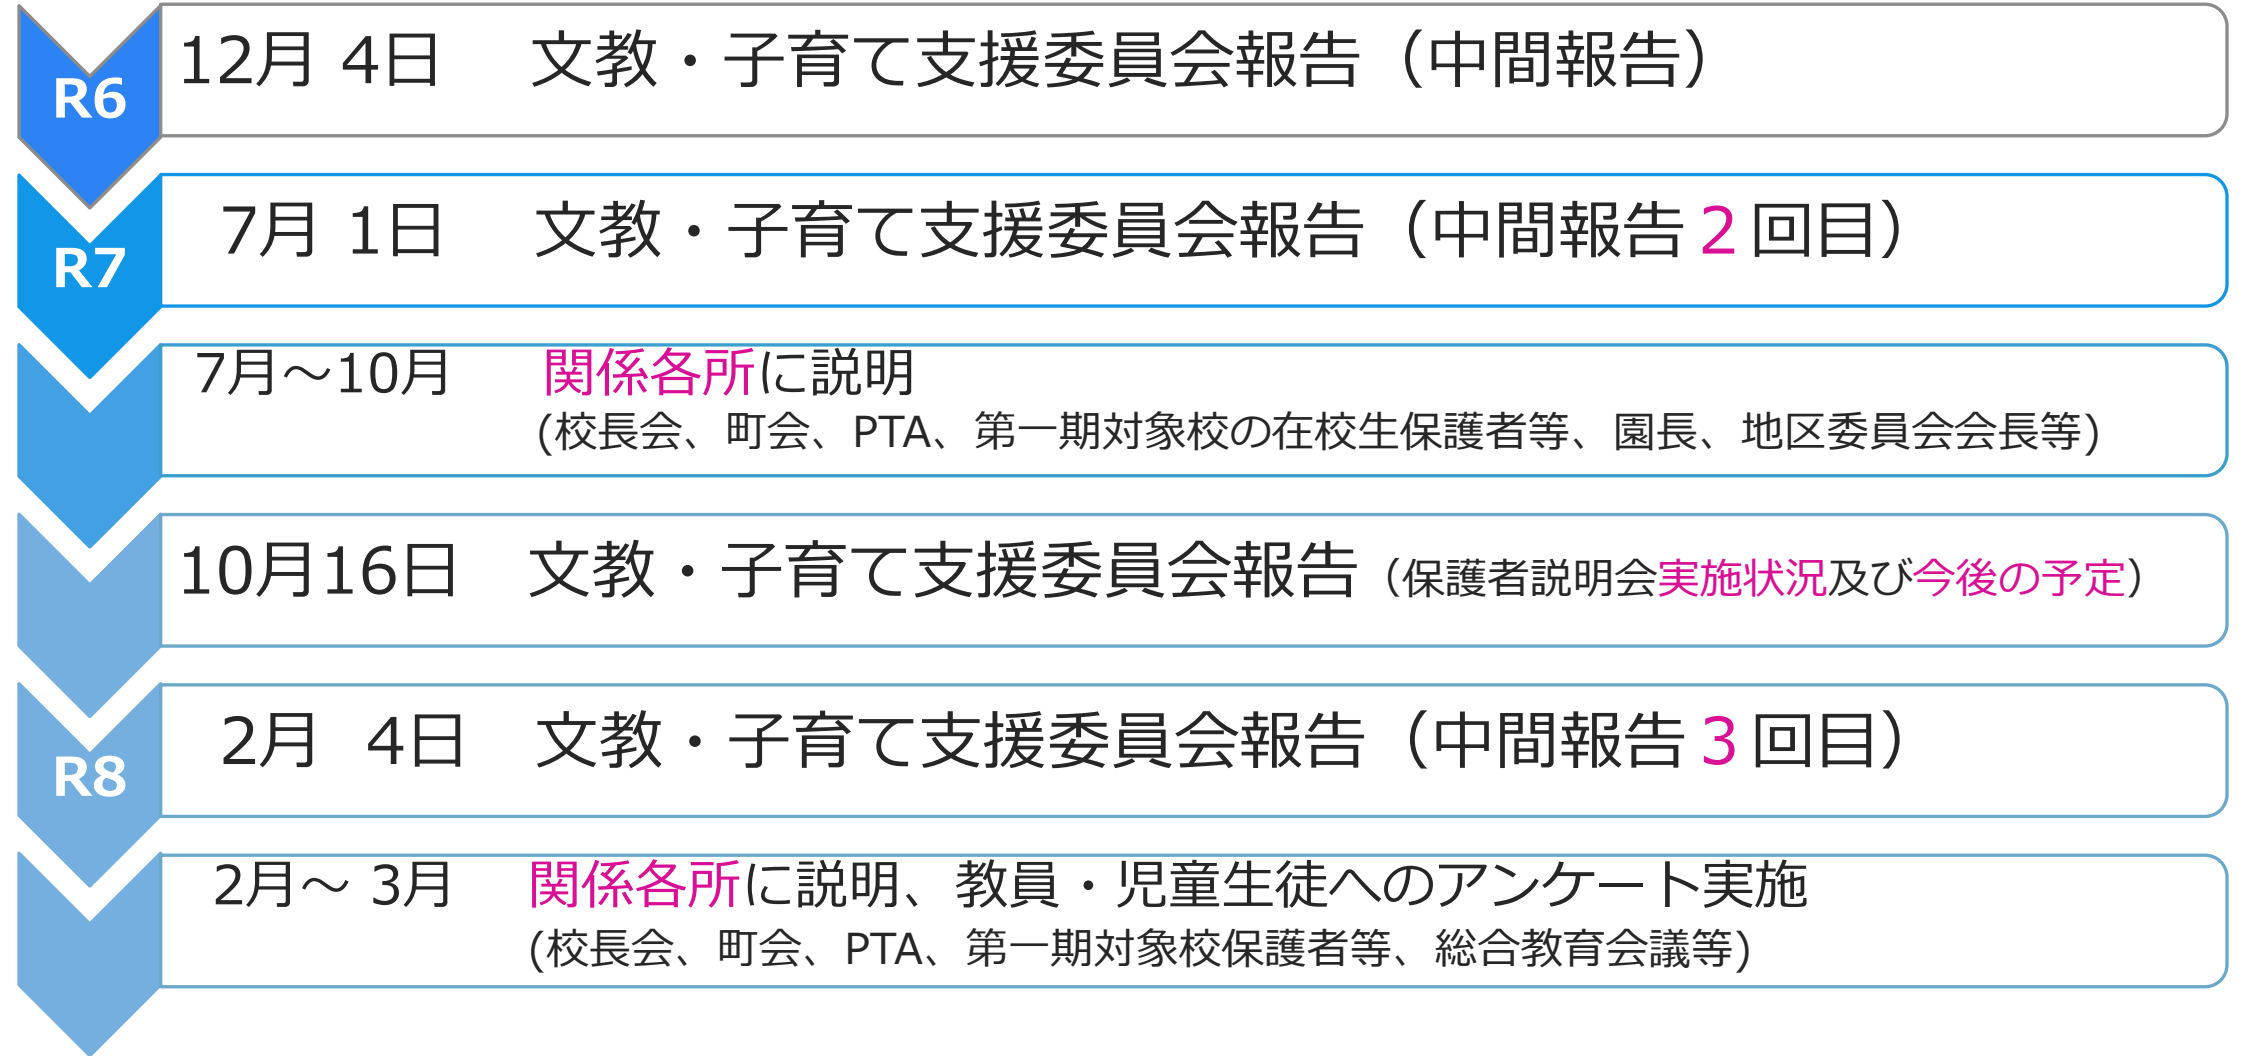 R6
12月 4日 文教・子育て支援委員会報告（中間報告）
R7
7月 1日 文教・子育て支援委員会報告（中間報告２回目）
7月～10月 関係各所に説明
(校長会、町会、PTA、第一期対象校の在校生保護者等、園長、地区委員会会長等)
10月16日 文教・子育て支援委員会報告（保護者説明会実施状況及び今後の予定）
R8
2月 4日 文教・子育て支援委員会報告（中間報告３回目）
2月～ 3月 関係各所に説明、教員・児童生徒へのアンケート実施
(校長会、町会、PTA、第一期対象校保護者等、総合教育会議等)